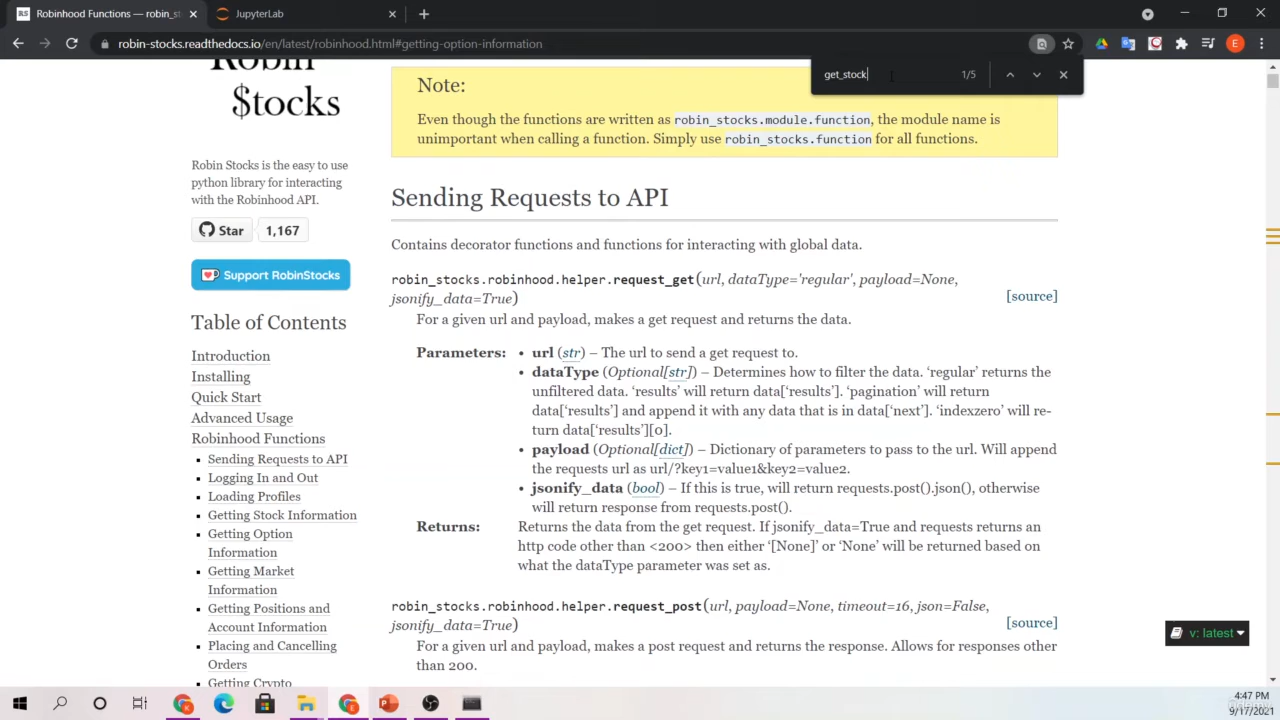 RS Robinhood Functions — rob_s
JupyterLab
robin-stocks.readthedocs.io/en/latest/robinhood.html#getting-option-information
E
get_stock
1/5
Robin
$tocks
Robin Stocks is the easy to use
python library for interacting
with the Robinhood API.
Star
1,167
Support RobinStocks
Table of Contents
Introduction
Installing
Quick Start
Advanced Usage
Robinhood Functions
Sending Requests to API
Logging In and Out
Loading Profiles
Getting Stock Information
Getting Option
Information
Getting Market
Information
Getting Positions and
Account Information
Placing and Cancelling
Orders
Getting Crypto
Note:
Even though the functions are written as robin_stocks.module.function, the module name is
unimportant when calling a function. Simply use robin_stocks.function for all functions.
Sending Requests to API
Contains decorator functions and functions for interacting with global data.
robin_stocks.robinhood.helper.request_get(url, dataType='regular', payload=None,
jsonify_data=True)
[source]
For a given url and payload, makes a get request and returns the data.
Parameters:
• url (str) – The url to send a get request to.
• dataType (Optional[str]) – Determines how to filter the data. ‘regular’ returns the
unfiltered data. ‘results’ will return data[‘results’]. ‘pagination’ will return
data[‘results’] and append it with any data that is in data[‘next’]. ‘indexzero’ will re-
turn data[‘results’][0].
• payload (Optional[dict]) – Dictionary of parameters to pass to the url. Will append
the requests url as url/?key1=value1&key2=value2.
• jsonify_data (bool) – If this is true, will return requests.post().json(), otherwise
will return response from requests.post().
Returns:
Returns the data from the get request. If jsonify_data=True and requests returns an
http code other than <200> then either ‘[None]’ or ‘None’ will be returned based on
what the dataType parameter was set as.
robin_stocks.robinhood.helper.request_post(url, payload=None, timeout=16, json=False,
jsonify_data=True)
[source]
For a given url and payload, makes a post request and returns the response. Allows for responses other
than 200.
v: latest
4:47 PM
9/17/2021